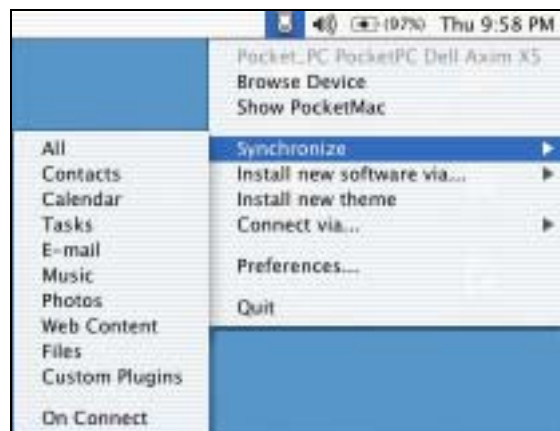 (97%) Thu 9:58 PM
Pocket_PC PocketPC Dell Axim X5
Browse Device
Show PocketMac
Synchronize
Install new software via...
Install new theme
Connect via...
Preferences...
Quit
All
Contacts
Calendar
Tasks
E-mail
Music
Photos
Web Content
Files
Custom Plugins
On Connect